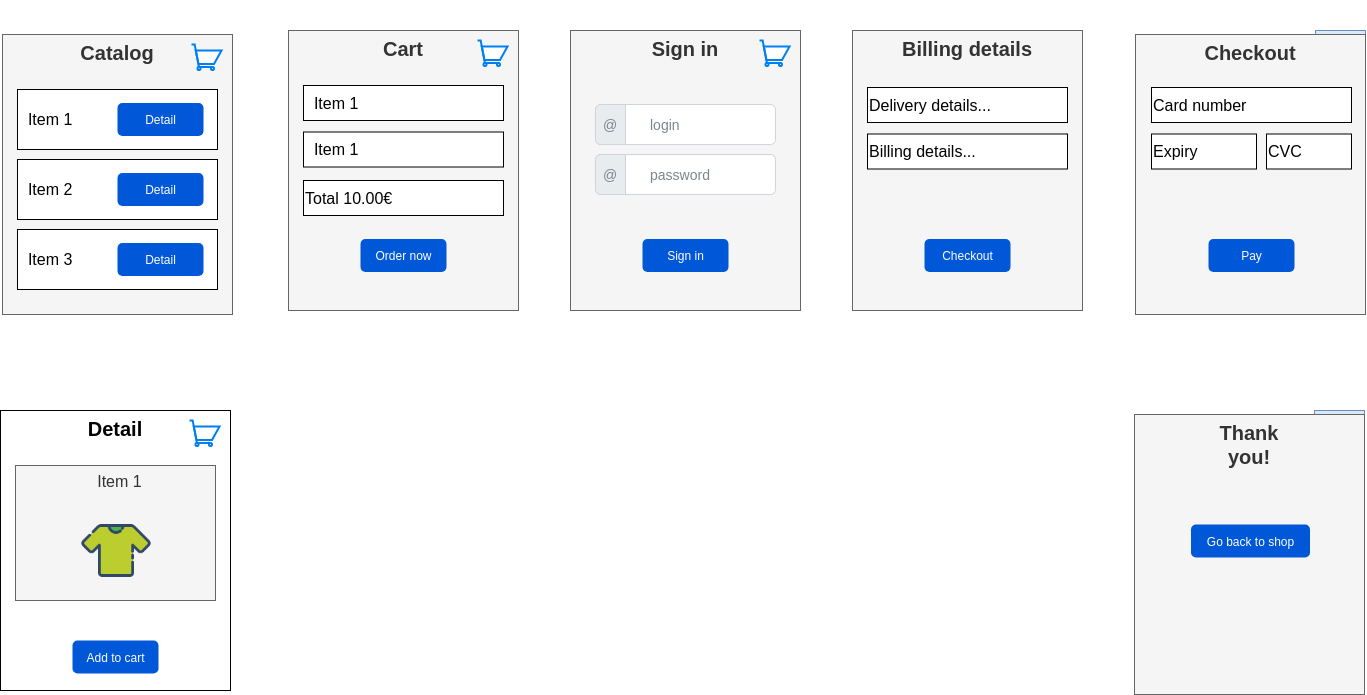 Catalog
Item 1
Detail
Item 2
Detail
Item 3
Detail
Cart
Item 1
Item 1
Total 10.00€
Order now
Sign in
@ login
@ password
Sign in
Billing details
Delivery details...
Billing details...
Checkout
Checkout
Card number
Expiry
CVC
Pay
Detail
Item 1
Add to cart
Thank
you!
Go back to shop